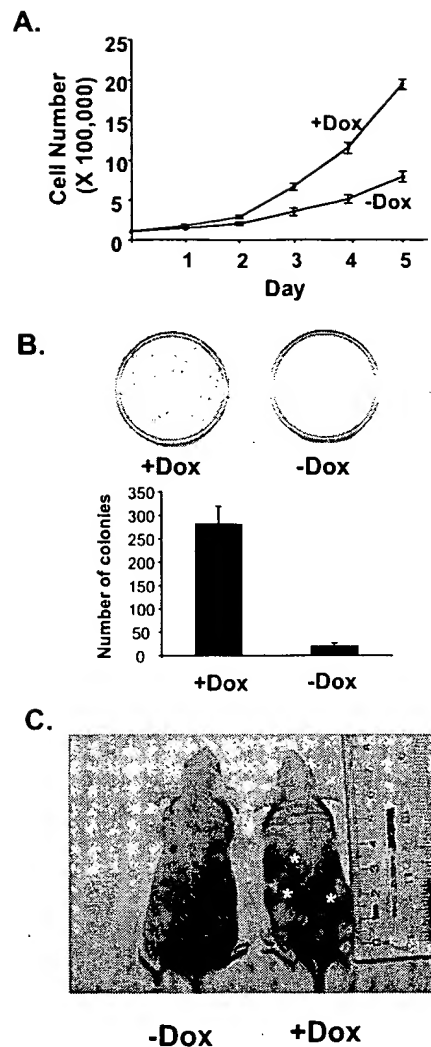 A.
25
20
15
10
5
0
Cell Number
(X 100,000)
+Dox
-Dox
1 2 3 4 5
Day
B.
+Dox -Dox
350
300
250
200
150
100
50
0
Number of colonies
+Dox -Dox
C.
* * *
-Dox +Dox